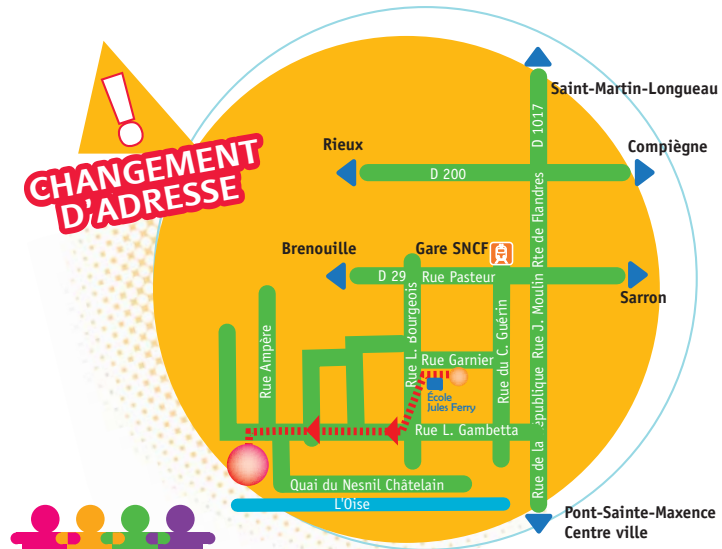 !
CHANGEMENT
D'ADRESSE
Saint-Martin-Longueau
D 1017
Rieux
Compiègne
D 200
Rte de Flandres
Brenouille
Gare SNCF
D 29
Rue Pasteur
Sarron
Rue J. Moulin
Rue L. Bourgeois
Rue du C. Guérin
Rue Ampère
Rue Garnier
École
Jules Ferry
Rue L. Gambetta
Rue de la République
Quai du Nesnil Châtelain
L'Oise
Pont-Sainte-Maxence
Centre ville